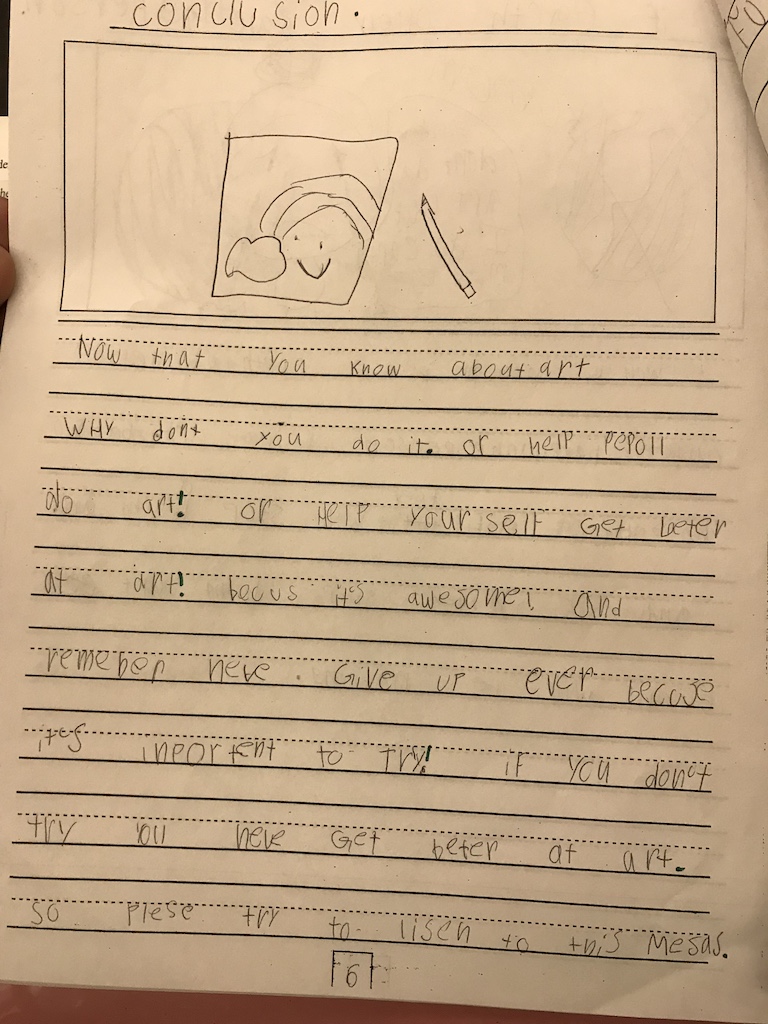 conclusion.
Now that you know about art
WHY dont you do it. or help pepoll
do art! or HelP your self Get beter
at art! becus it's awesome! and
remeber neve. Give up ever becuse
it's inportent to TRY! if you don't
try you neve Get beter at art.
so plese try to lisen to this Mesas.
6